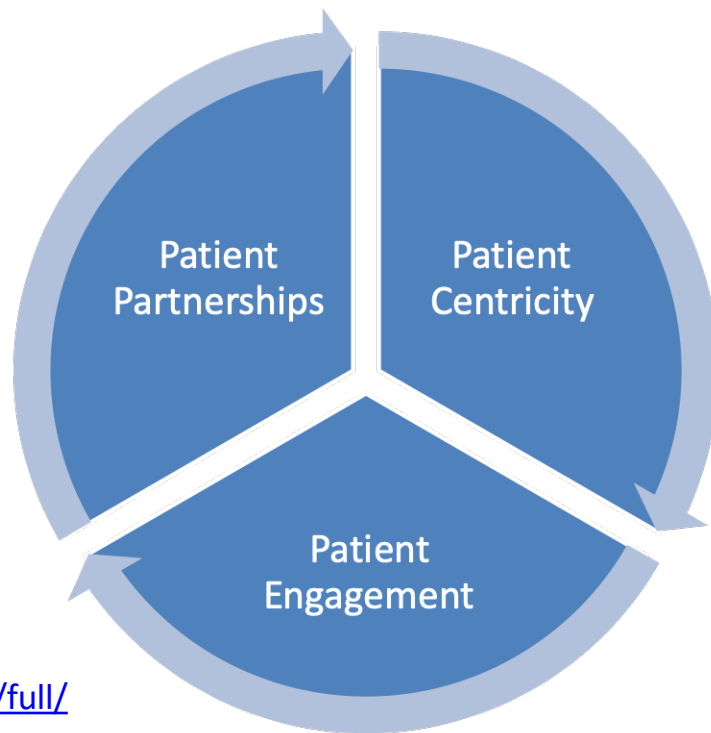 Patient
Partnerships
Patient
Centricity
Patient
Engagement
/full/